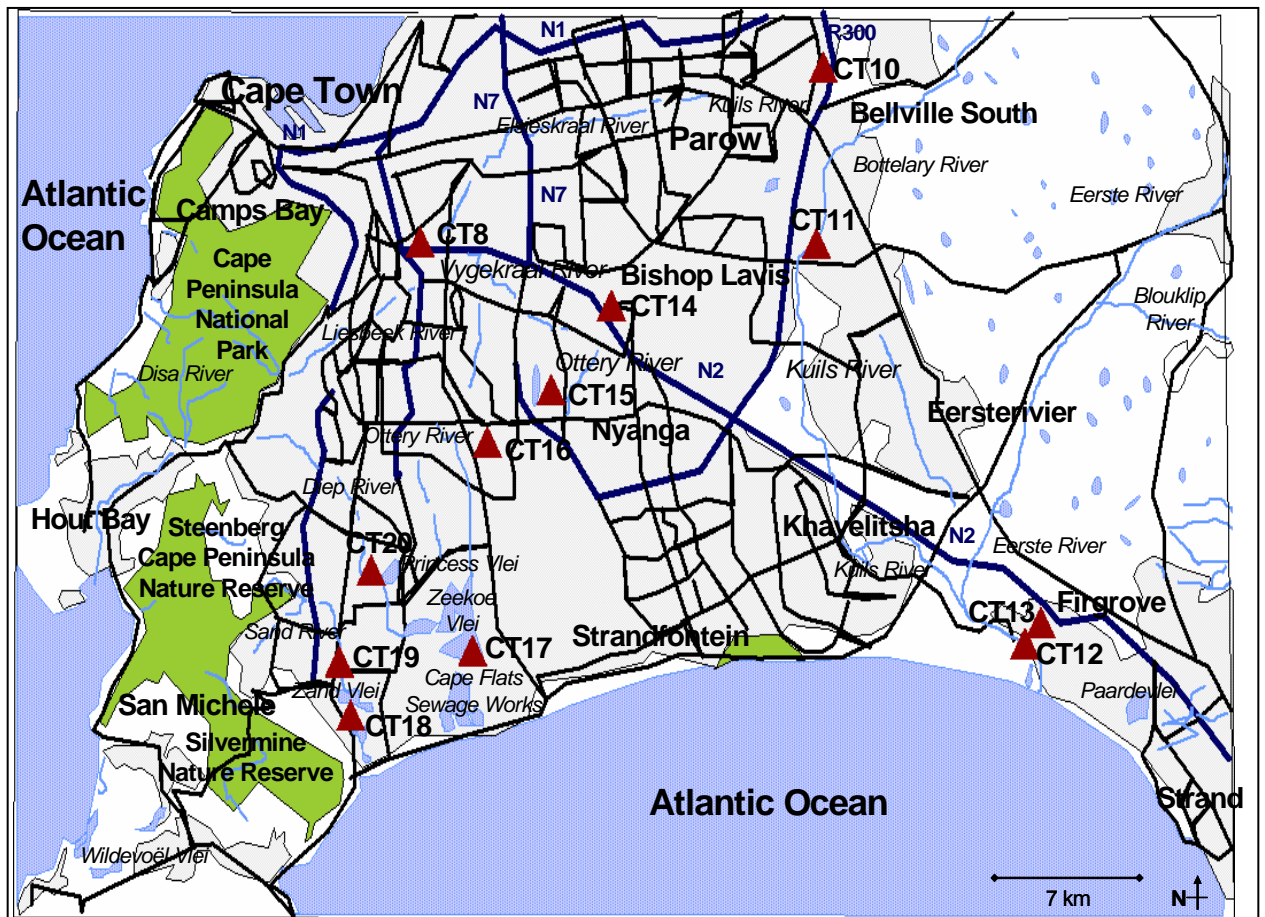 N1
R300
CT10
Cape Town
N7
Kuils River
Bellville South
Elsieskraal River
N1
Parow
Bottelary River
Atlantic
Ocean
N7
Eerste River
Camps Bay
CT11
CT8
Cape
Peninsula
National
Park
Vygekraal River
Bishop Lavis
Blouklip
River
CT14
Liesbeek River
Ottery River
N2
Kuils River
Disa River
CT15
Eersterivier
Nyanga
Ottery River
CT16
Diep River
Hout Bay
Steenberg
Cape Peninsula
Nature Reserve
Khayelitsha
N2
CT20
Princess Vlei
Eerste River
Kuils River
Zeekoe
Vlei
CT13
Firgrove
Sand River
Strandfontein
CT17
CT12
CT19
Cape Flats
Sewage Works
Zand Vlei
Paardevlei
San Michele
CT18
Silvermine
Nature Reserve
Atlantic Ocean
Strand
Wildevoël Vlei
7 km
N